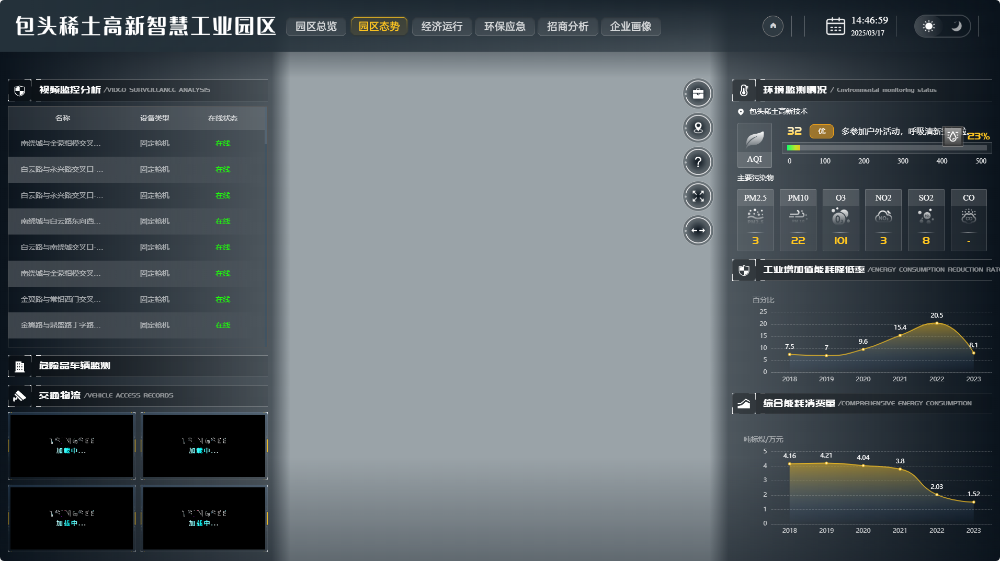 包头稀土高新智慧工业园区
园区总览
园区态势
经济运行
环保应急
招商分析
企业画像
14:46:59
2025/03/17
视频监控分析 /VIDEO SURVEILLANCE ANALYSIS
名称 设备类型 在线状态
南绕城与金蒙相模交叉... 固定枪机 在线
白云路与永兴路交叉口-... 固定枪机 在线
白云路与永兴路交叉口-... 固定枪机 在线
南绕城与白云路东向西... 固定枪机 在线
白云路与南绕城交叉口-... 固定枪机 在线
南绕城与金蒙相模交叉... 固定枪机 在线
金翼路与常铝西门交叉... 固定枪机 在线
金翼路与鼎盛路丁字路... 固定枪机 在线
危险品车辆监测
交通物流 /VEHICLE ACCESS RECORDS
TSINGSEE
加载中...
TSINGSEE
加载中...
TSINGSEE
加载中...
TSINGSEE
加载中...
环境监测情况 / Environmental monitoring status
包头稀土高新技术
AQI
32 优 多参加户外活动，呼吸清新
23%
0 100 200 300 400 500
主要污染物
PM2.5 PM10 O3 NO2 SO2 CO
3 22 101 3 8 -
工业增加值能耗降低率 /ENERGY CONSUMPTION REDUCTION RAT
百分比
25
20
15
10
5
0
7.5 7 9.6 15.4 20.5 8.1
2018 2019 2020 2021 2022 2023
综合能耗消费量 /COMPREHENSIVE ENERGY CONSUMPTION
吨标煤/万元
5
4
3
2
1
0
4.16 4.21 4.04 3.8 2.03 1.52
2018 2019 2020 2021 2022 2023